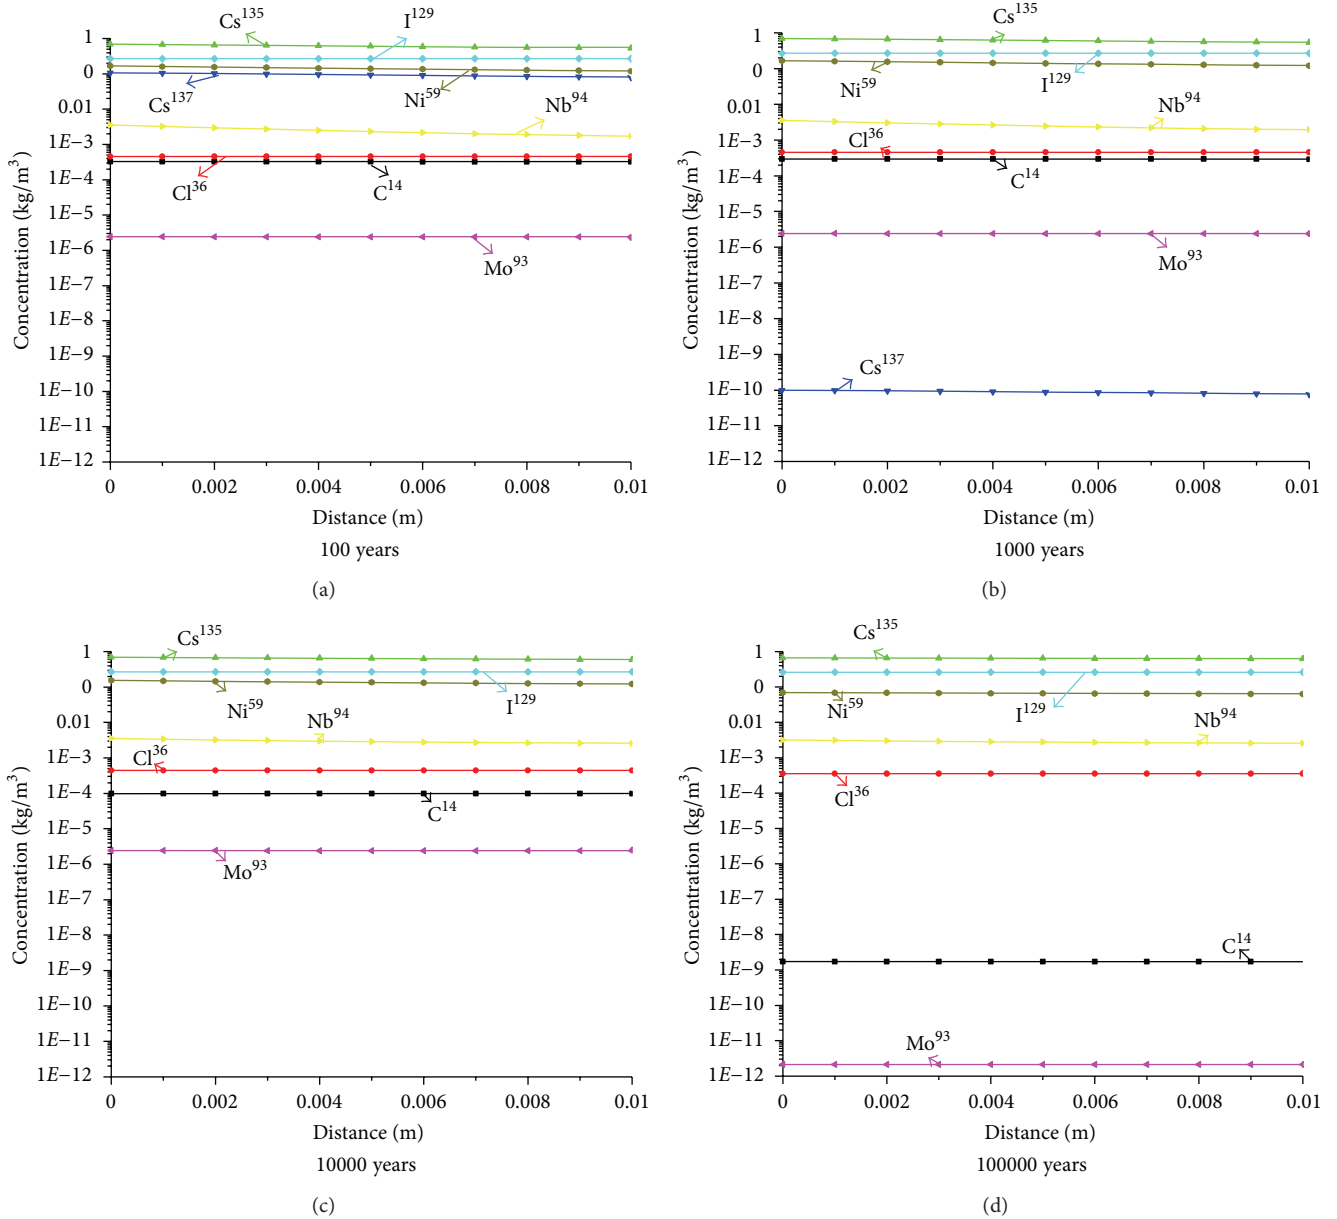 Cs¹³⁵
I¹²⁹
Ni⁵⁹
Cs¹³⁷
Nb⁹⁴
Cl³⁶
C¹⁴
Mo⁹³
Concentration (kg/m³)
1
0
0.01
1E−3
1E−4
1E−5
1E−6
1E−7
1E−8
1E−9
1E−10
1E−11
1E−12
0 0.002 0.004 0.006 0.008 0.01
Distance (m)
100 years
(a)
Cs¹³⁵
I¹²⁹
Ni⁵⁹
Nb⁹⁴
Cl³⁶
C¹⁴
Mo⁹³
Cs¹³⁷
Concentration (kg/m³)
1
0
0.01
1E−3
1E−4
1E−5
1E−6
1E−7
1E−8
1E−9
1E−10
1E−11
1E−12
0 0.002 0.004 0.006 0.008 0.01
Distance (m)
1000 years
(b)
Cs¹³⁵
Ni⁵⁹
I¹²⁹
Nb⁹⁴
Cl³⁶
C¹⁴
Mo⁹³
Concentration (kg/m³)
1
0
0.01
1E−3
1E−4
1E−5
1E−6
1E−7
1E−8
1E−9
1E−10
1E−11
1E−12
0 0.002 0.004 0.006 0.008 0.01
Distance (m)
10000 years
(c)
Cs¹³⁵
Ni⁵⁹
I¹²⁹
Nb⁹⁴
Cl³⁶
C¹⁴
Mo⁹³
Concentration (kg/m³)
1
0
0.01
1E−3
1E−4
1E−5
1E−6
1E−7
1E−8
1E−9
1E−10
1E−11
1E−12
0 0.002 0.004 0.006 0.008 0.01
Distance (m)
100000 years
(d)